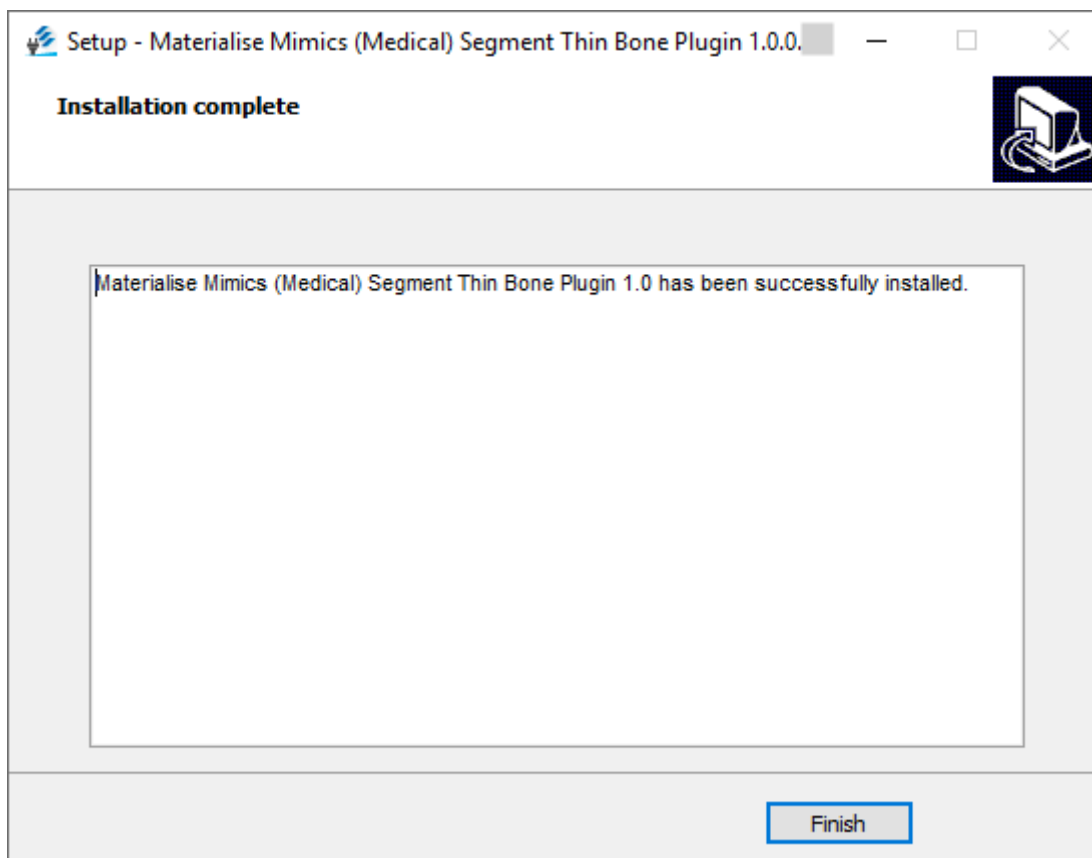 Setup - Materialise Mimics (Medical) Segment Thin Bone Plugin 1.0.0.
Installation complete
Materialise Mimics (Medical) Segment Thin Bone Plugin 1.0 has been successfully installed.
Finish